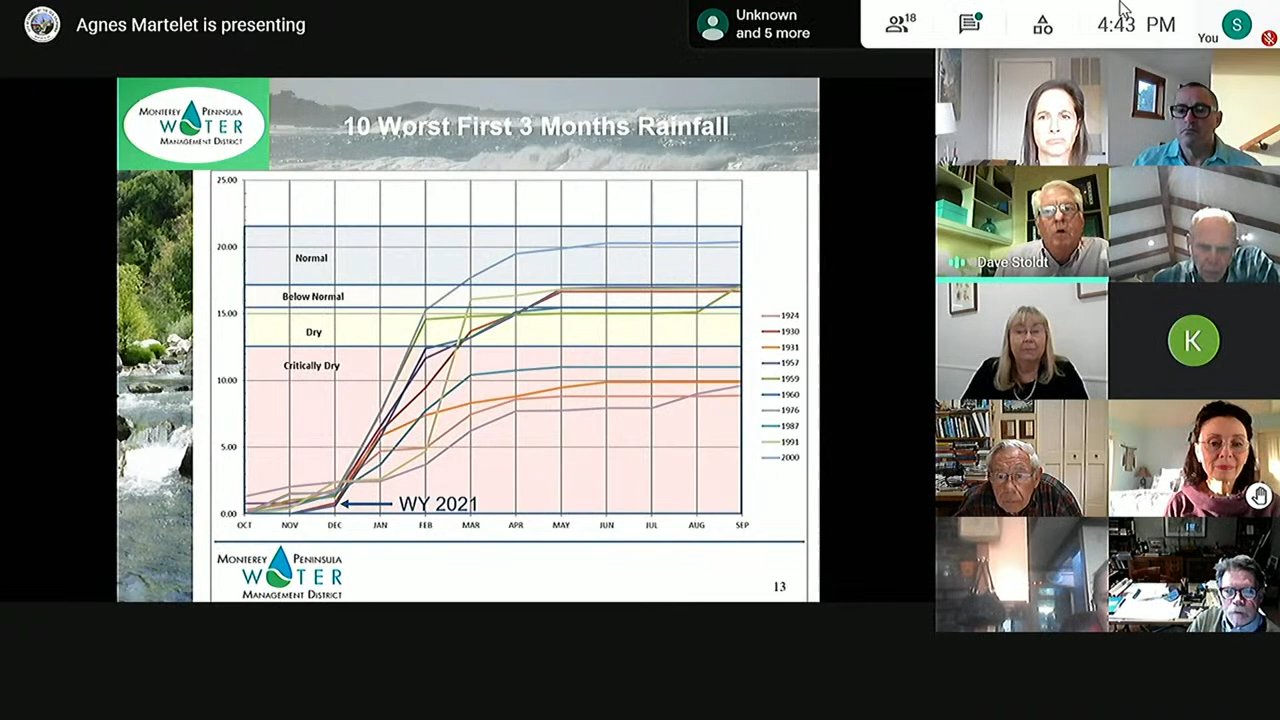 Agnes Martelet is presenting
Unknown
and 5 more
18
4:43 PM
You
S
MONTEREY PENINSULA
WATER
MANAGEMENT DISTRICT
10 Worst First 3 Months Rainfall
25.00
20.00
15.00
10.00
5.00
0.00
Normal
Below Normal
Dry
Critically Dry
WY 2021
OCT NOV DEC JAN FEB MAR APR MAY JUN JUL AUG SEP
1924
1930
1931
1957
1959
1960
1976
1987
1991
2000
MONTEREY PENINSULA
WATER
MANAGEMENT DISTRICT
13
Dave Stoldt
K